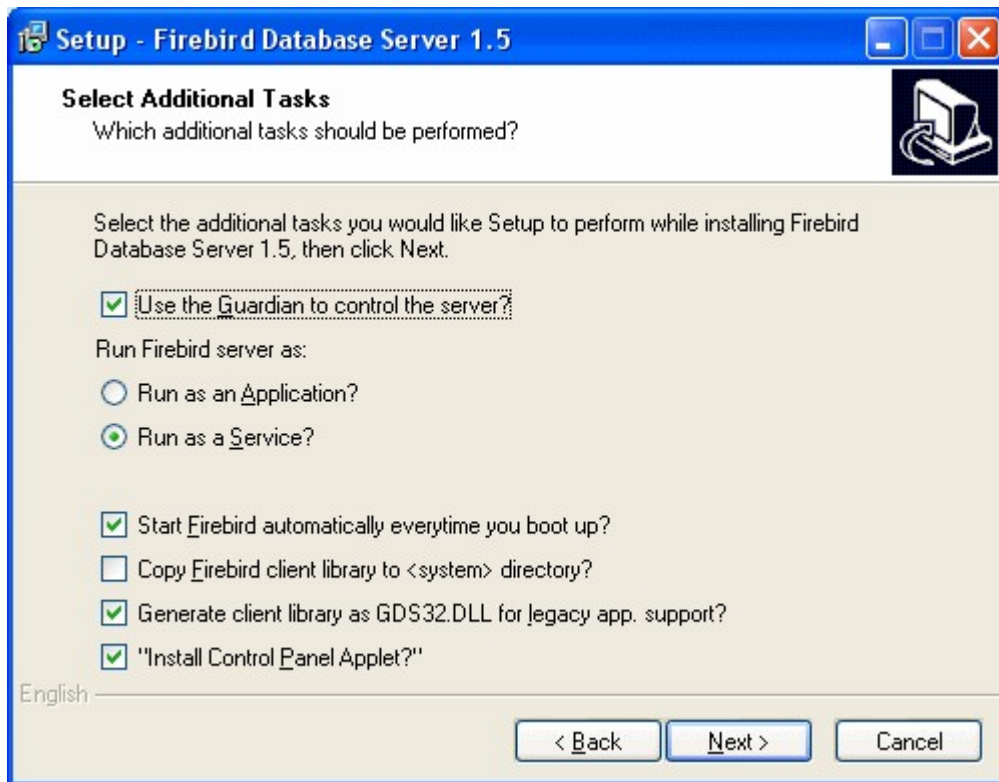 Setup - Firebird Database Server 1.5
Select Additional Tasks
Which additional tasks should be performed?
Select the additional tasks you would like Setup to perform while installing Firebird
Database Server 1.5, then click Next.
Use the Guardian to control the server?
Run Firebird server as:
Run as an Application?
Run as a Service?
Start Firebird automatically everytime you boot up?
Copy Firebird client library to <system> directory?
Generate client library as GDS32.DLL for legacy app. support?
"Install Control Panel Applet?"
English
< Back
Next >
Cancel